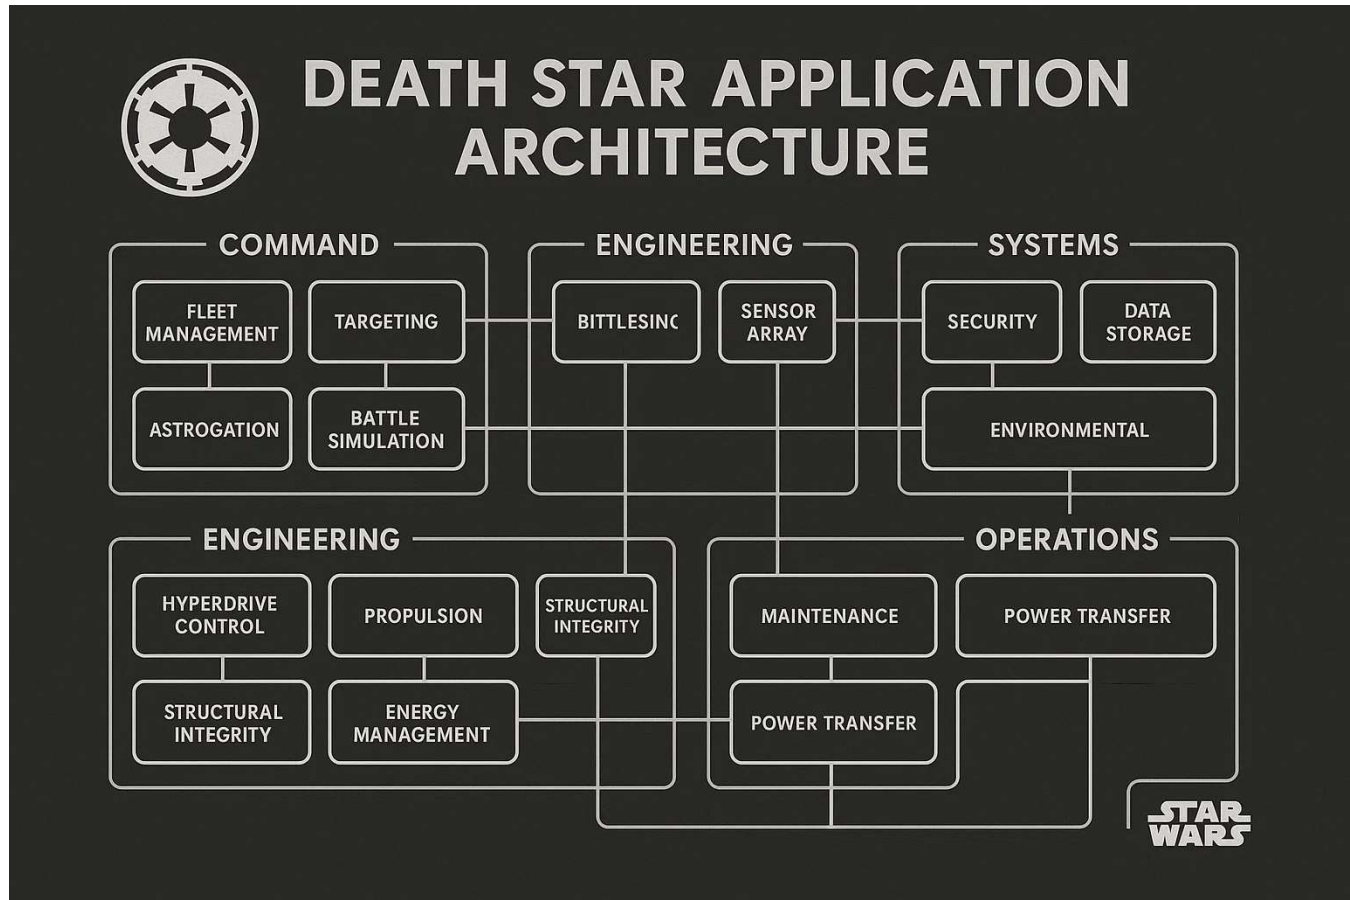 DEATH STAR APPLICATION
ARCHITECTURE
COMMAND
FLEET
MANAGEMENT
TARGETING
ASTROGATION
BATTLE
SIMULATION
ENGINEERING
BITTLESINC
SENSOR
ARRAY
SYSTEMS
SECURITY
DATA
STORAGE
ENVIRONMENTAL
ENGINEERING
HYPERDRIVE
CONTROL
PROPULSION
STRUCTURAL
INTEGRITY
STRUCTURAL
INTEGRITY
ENERGY
MANAGEMENT
OPERATIONS
MAINTENANCE
POWER TRANSFER
POWER TRANSFER
STAR
WARS